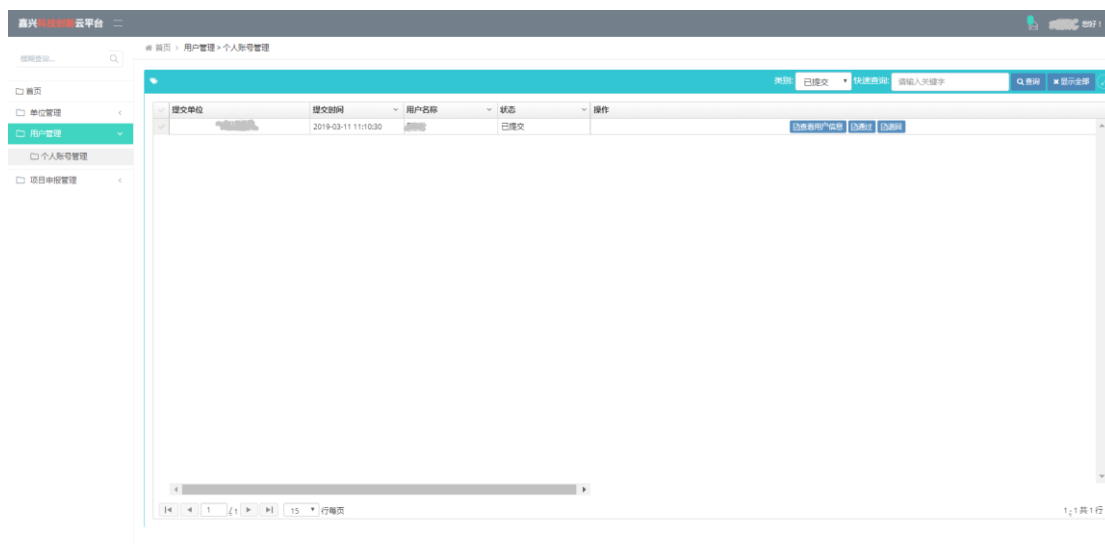 嘉兴科技创新云平台
您好！
首页 > 用户管理 > 个人账号管理
类别: 已提交 快速查询: 请输入关键字 查询 显示全部
首页
单位管理
用户管理
个人账号管理
项目申报管理
提交单位 提交时间 用户名称 状态 操作
2019-03-11 11:10:30 已提交 查看用户信息 通过 退回
1 / 1 15 行每页
1,1 共 1 行